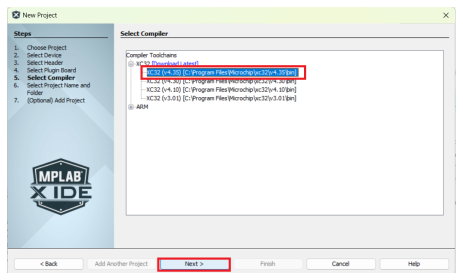 New Project
Steps
Select Compiler
1. Choose Project
2. Select Device
3. Select Header
4. Select Plugin Board
5. Select Compiler
6. Select Project Name and
Folder
7. (Optional) Add Project
Compiler Toolchains
XC32 [Download Latest]
XC32 (v4.35) [C:\Program Files\Microchip\xc32\v4.35\bin]
XC32 (v4.30) [C:\Program Files\Microchip\xc32\v4.30\bin]
XC32 (v4.10) [C:\Program Files\Microchip\xc32\v4.10\bin]
XC32 (v3.01) [C:\Program Files\Microchip\xc32\v3.01\bin]
ARM
MPLAB
X IDE
< Back
Add Another Project
Next >
Finish
Cancel
Help